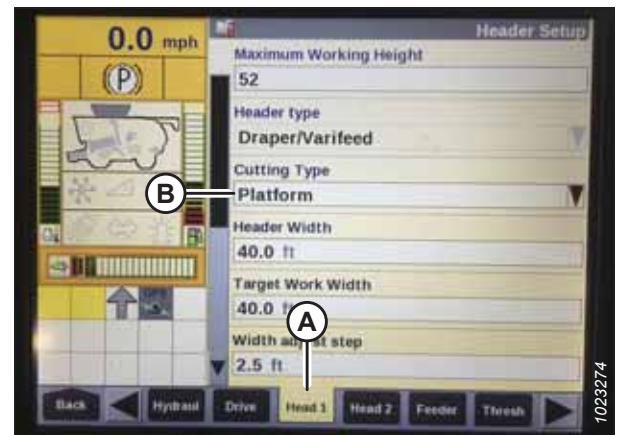 0.0 mph
Header Setup
(P)
Maximum Working Height
52
Header type
Draper/Varifeed
Cutting Type
B
Platform
Header Width
40.0 ft
Target Work Width
40.0 ft
A
Width adjust step
2.5 ft
Back
Hydraul
Drive
Head 1
Head 2
Feeder
Thresh
1023274